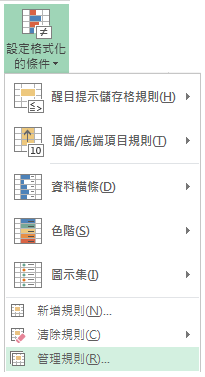 設定格式化
的條件
醒目提示儲存格規則(H)
10
頂端/底端項目規則(T)
資料橫條(D)
色階(S)
圖示集(I)
新增規則(N)...
清除規則(C)
管理規則(R)...